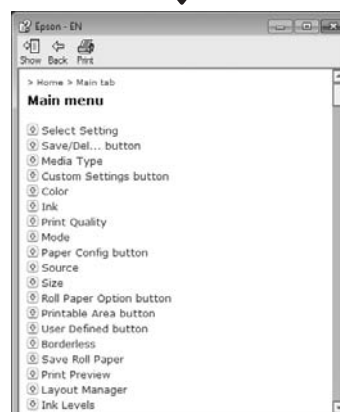 Epson - EN
Show Back Print
> Home > Main tab
Main menu
Select Setting
Save/Del... button
Media Type
Custom Settings button
Color
Ink
Print Quality
Mode
Paper Config button
Source
Size
Roll Paper Option button
Printable Area button
User Defined button
Borderless
Save Roll Paper
Print Preview
Layout Manager
Ink Levels